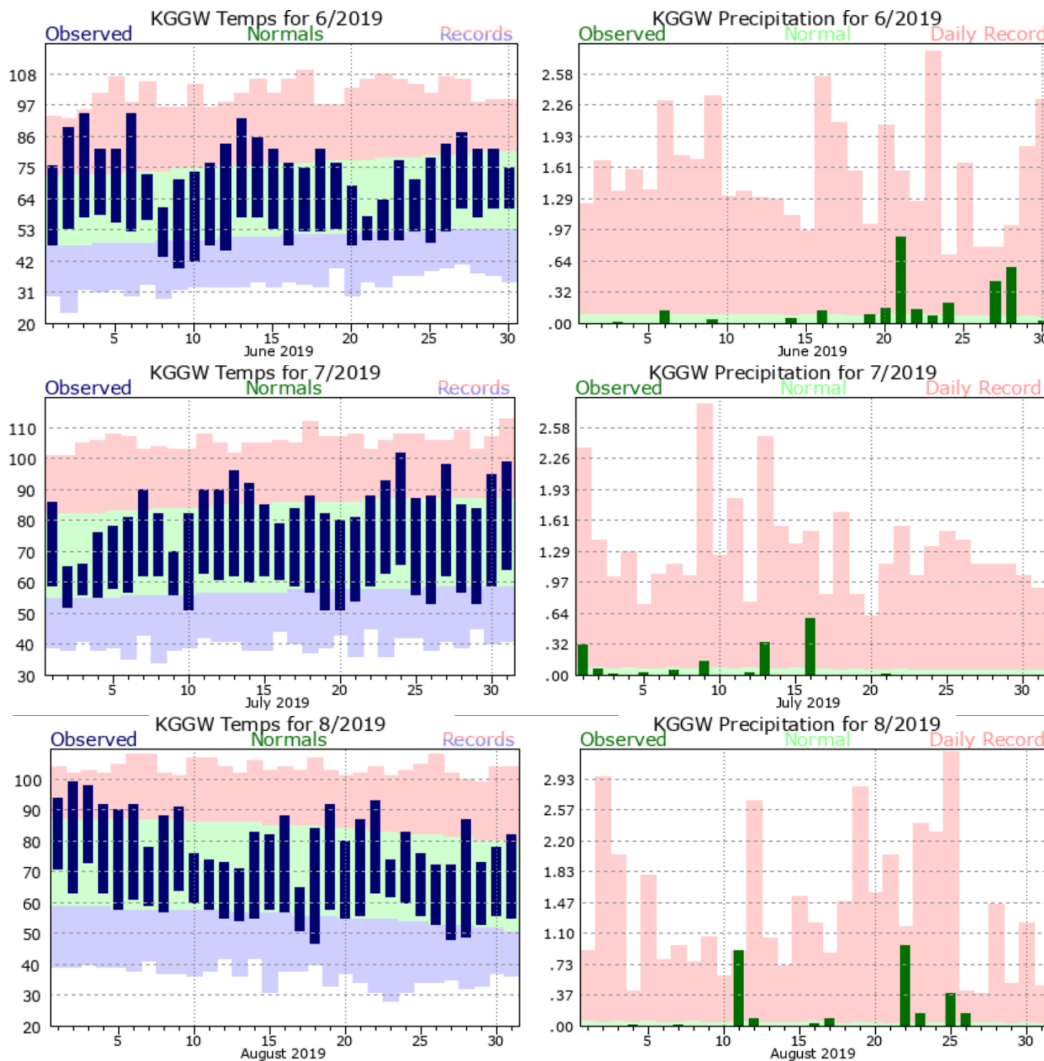 KGGW Temps for 6/2019
Observed Normals Records
108
97
86
75
64
53
42
31
20
5 10 15 20 25 30
June 2019
KGGW Precipitation for 6/2019
Observed Normal Daily Record
2.58
2.26
1.93
1.61
1.29
.97
.64
.32
.00
5 10 15 20 25 30
June 2019
KGGW Temps for 7/2019
Observed Normals Records
110
100
90
80
70
60
50
40
30
5 10 15 20 25 30
July 2019
KGGW Precipitation for 7/2019
Observed Normal Daily Record
2.58
2.26
1.93
1.61
1.29
.97
.64
.32
.00
5 10 15 20 25 30
July 2019
KGGW Temps for 8/2019
Observed Normals Records
100
90
80
70
60
50
40
30
20
5 10 15 20 25 30
August 2019
KGGW Precipitation for 8/2019
Observed Normal Daily Record
2.93
2.57
2.20
1.83
1.47
1.10
.73
.37
.00
5 10 15 20 25 30
August 2019